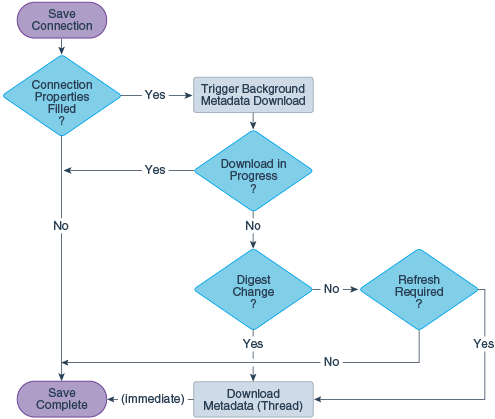 Save
Connection
Connection
Properties
Filled
?
Yes
Trigger Background
Metadata Download
Yes
Download in
Progress
?
No
No
Digest
Change
?
No
Refresh
Required
?
Yes
Yes
No
Save
Complete
(immediate)
Download
Metadata (Thread)